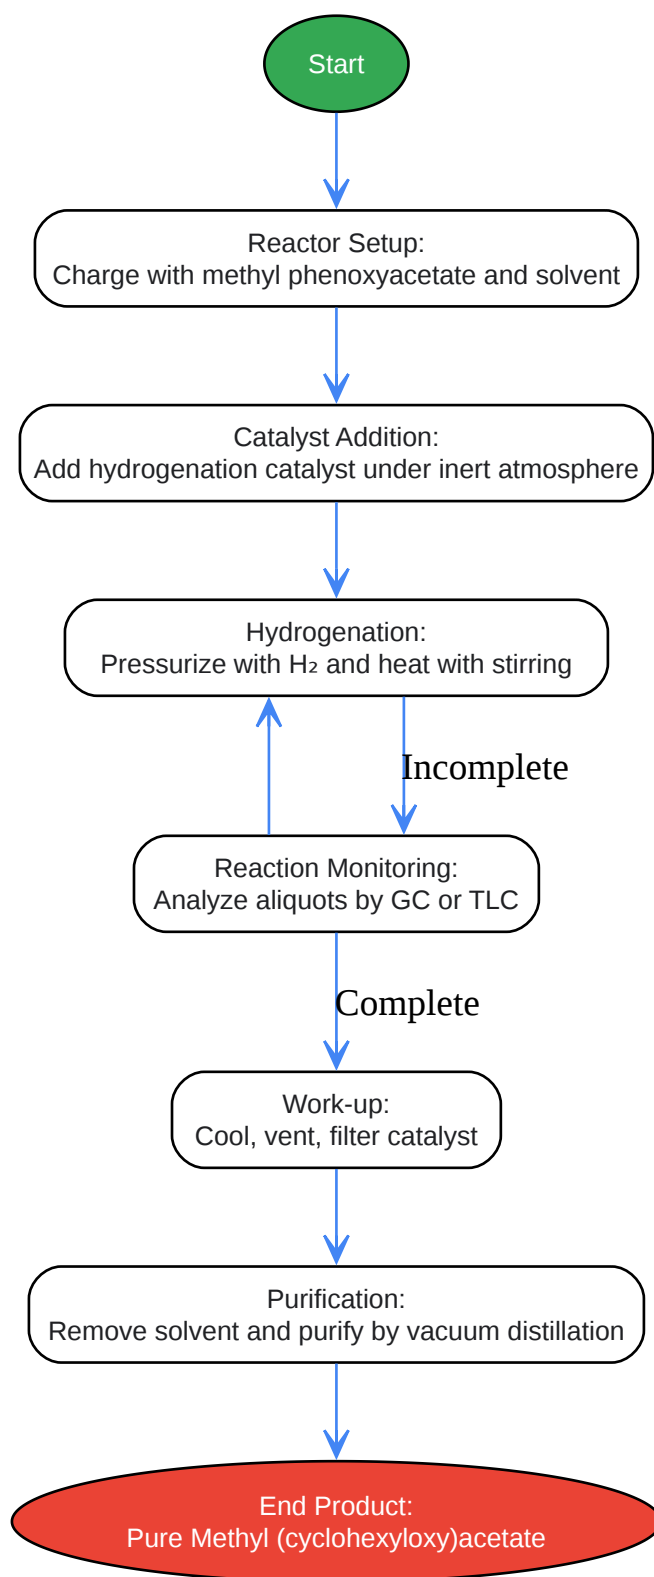 Start
Reactor Setup:
Charge with methyl phenoxyacetate and solvent
Catalyst Addition:
Add hydrogenation catalyst under inert atmosphere
Hydrogenation:
Pressurize with H₂ and heat with stirring
Incomplete
Reaction Monitoring:
Analyze aliquots by GC or TLC
Complete
Work-up:
Cool, vent, filter catalyst
Purification:
Remove solvent and purify by vacuum distillation
End Product:
Pure Methyl (cyclohexyloxy)acetate